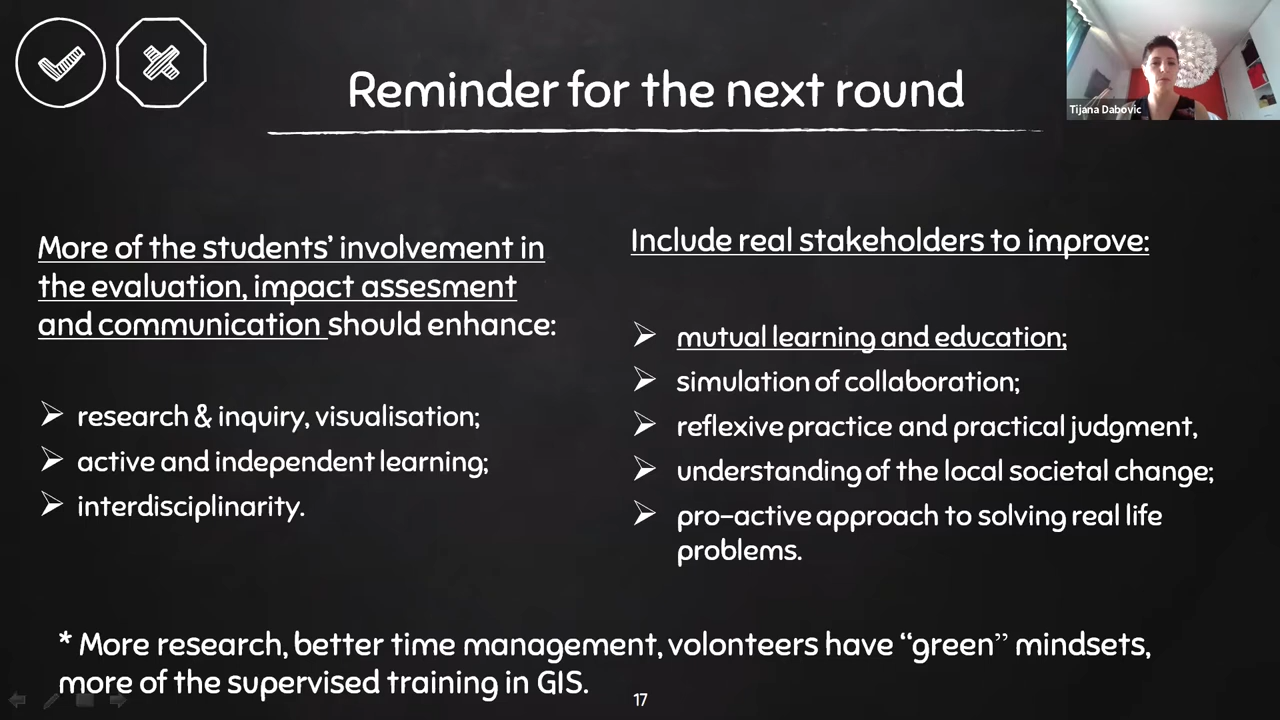 Reminder for the next round
Tijana Dabovic
More of the students' involvement in
the evaluation, impact assesment
and communication should enhance:
➢ research & inquiry, visualisation;
➢ active and independent learning;
➢ interdisciplinarity.
Include real stakeholders to improve:
➢ mutual learning and education;
➢ simulation of collaboration;
➢ reflexive practice and practical judgment,
➢ understanding of the local societal change;
➢ pro-active approach to solving real life
problems.
* More research, better time management, volunteers have “green” mindsets,
more of the supervised training in GIS.
17